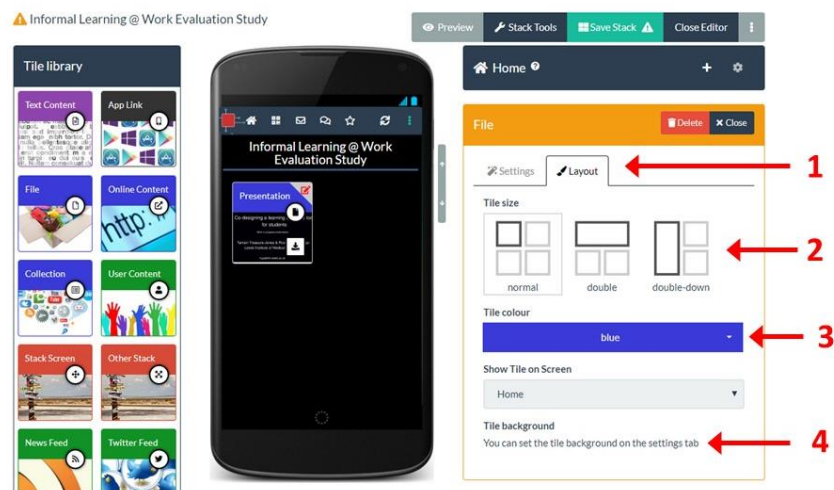 Informal Learning @ Work Evaluation Study
Preview
Stack Tools
Save Stack
Close Editor
Tile library
Text Content
App Link
File
Online Content
http:
Collection
User Content
Stack Screen
Other Stack
News Feed
Twitter Feed
Informal Learning @ Work
Evaluation Study
Presentation
Co-designing a learning
for students
Home
File
Delete
Close
Settings
Layout
1
Tile size
normal
double
double-down
2
Tile colour
blue
3
Show Tile on Screen
Home
Tile background
You can set the tile background on the settings tab
4